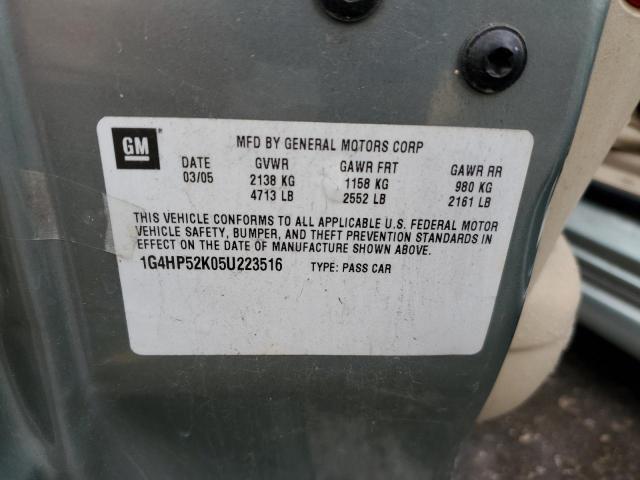 GM
MFD BY GENERAL MOTORS CORP
DATE GVWR GAWR FRT GAWR RR
03/05 2138 KG 1158 KG 980 KG
4713 LB 2552 LB 2161 LB
THIS VEHICLE CONFORMS TO ALL APPLICABLE U.S. FEDERAL MOTOR
VEHICLE SAFETY, BUMPER, AND THEFT PREVENTION STANDARDS IN
EFFECT ON THE DATE OF MANUFACTURE SHOWN ABOVE.
1G4HP52K05U223516 TYPE: PASS CAR